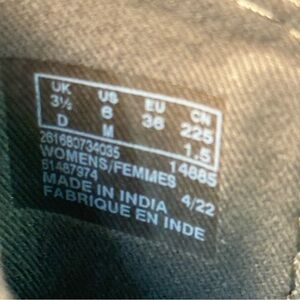 UK US EU CN
3½ 6 36 225
D M 1.5
261680734035 14885
WOMENS/FEMMES
61487974 4/22
MADE IN INDIA
FABRIQUE EN INDE